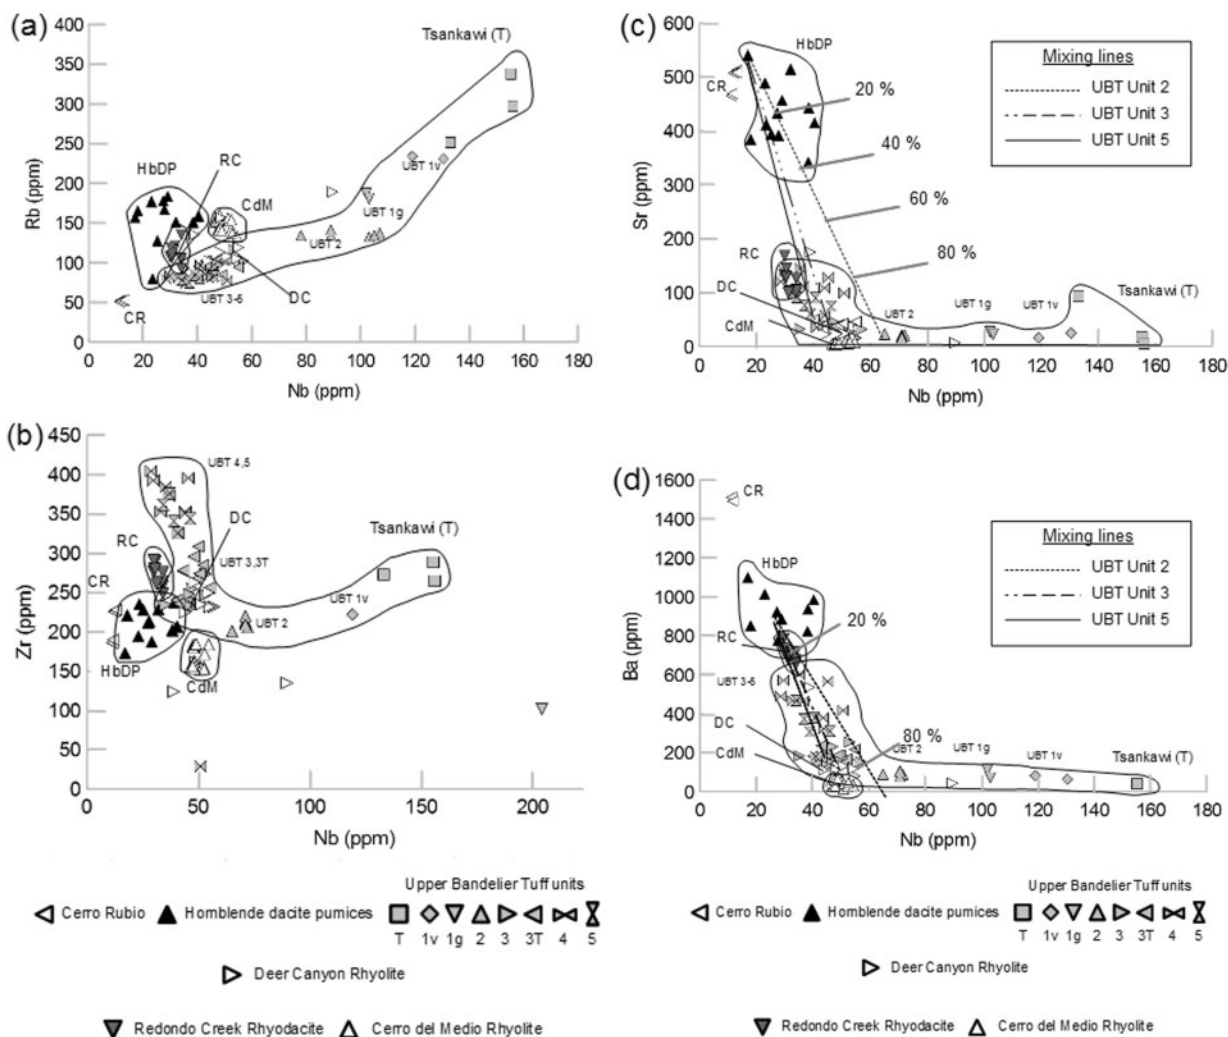 (a)
400
350
300
250
200
150
100
50
0
Rb (ppm)
0 20 40 60 80 100 120 140 160 180
Nb (ppm)
Tsankawi (T)
HbDP
RC
CdM
UBT 1v
UBT 1g
UBT 2
UBT 3-6
DC
CR
(c)
600
500
400
300
200
100
0
Sr (ppm)
0 20 40 60 80 100 120 140 160 180
Nb (ppm)
HbDP
CR
20 %
40 %
60 %
80 %
RC
DC
CdM
UBT 2
UBT 1g
UBT 1v
Tsankawi (T)
Mixing lines
UBT Unit 2
UBT Unit 3
UBT Unit 5
(b)
450
400
350
300
250
200
150
100
50
0
Zr (ppm)
0 50 100 150 200
Nb (ppm)
UBT 4,5
DC
RC
Tsankawi (T)
UBT 3,3T
CR
UBT 1v
UBT 2
HbDP
CdM
(d)
1600
1400
1200
1000
800
600
400
200
0
Ba (ppm)
0 20 40 60 80 100 120 140 160 180
Nb (ppm)
CR
HbDP
20 %
RC
UBT 3-6
DC
80 %
CdM
UBT 2
UBT 1g
UBT 1v
Tsankawi (T)
Mixing lines
UBT Unit 2
UBT Unit 3
UBT Unit 5
Upper Bandelier Tuff units
Cerro Rubio
Homblende dacite pumices
T 1v 1g 2 3 3T 4 5
Deer Canyon Rhyolite
Redondo Creek Rhyodacite
Cerro del Medio Rhyolite
Upper Bandelier Tuff units
Cerro Rubio
Homblende dacite pumices
T 1v 1g 2 3 3T 4 5
Deer Canyon Rhyolite
Redondo Creek Rhyodacite
Cerro del Medio Rhyolite